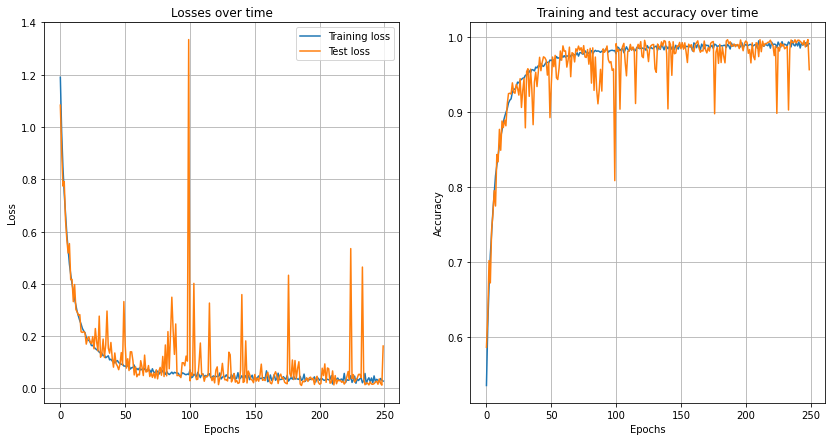 Losses over time
Training loss
Test loss
1.4
1.2
1.0
0.8
0.6
0.4
0.2
0.0
Loss
0 50 100 150 200 250
Epochs
Training and test accuracy over time
1.0
0.9
0.8
0.7
0.6
Accuracy
0 50 100 150 200 250
Epochs